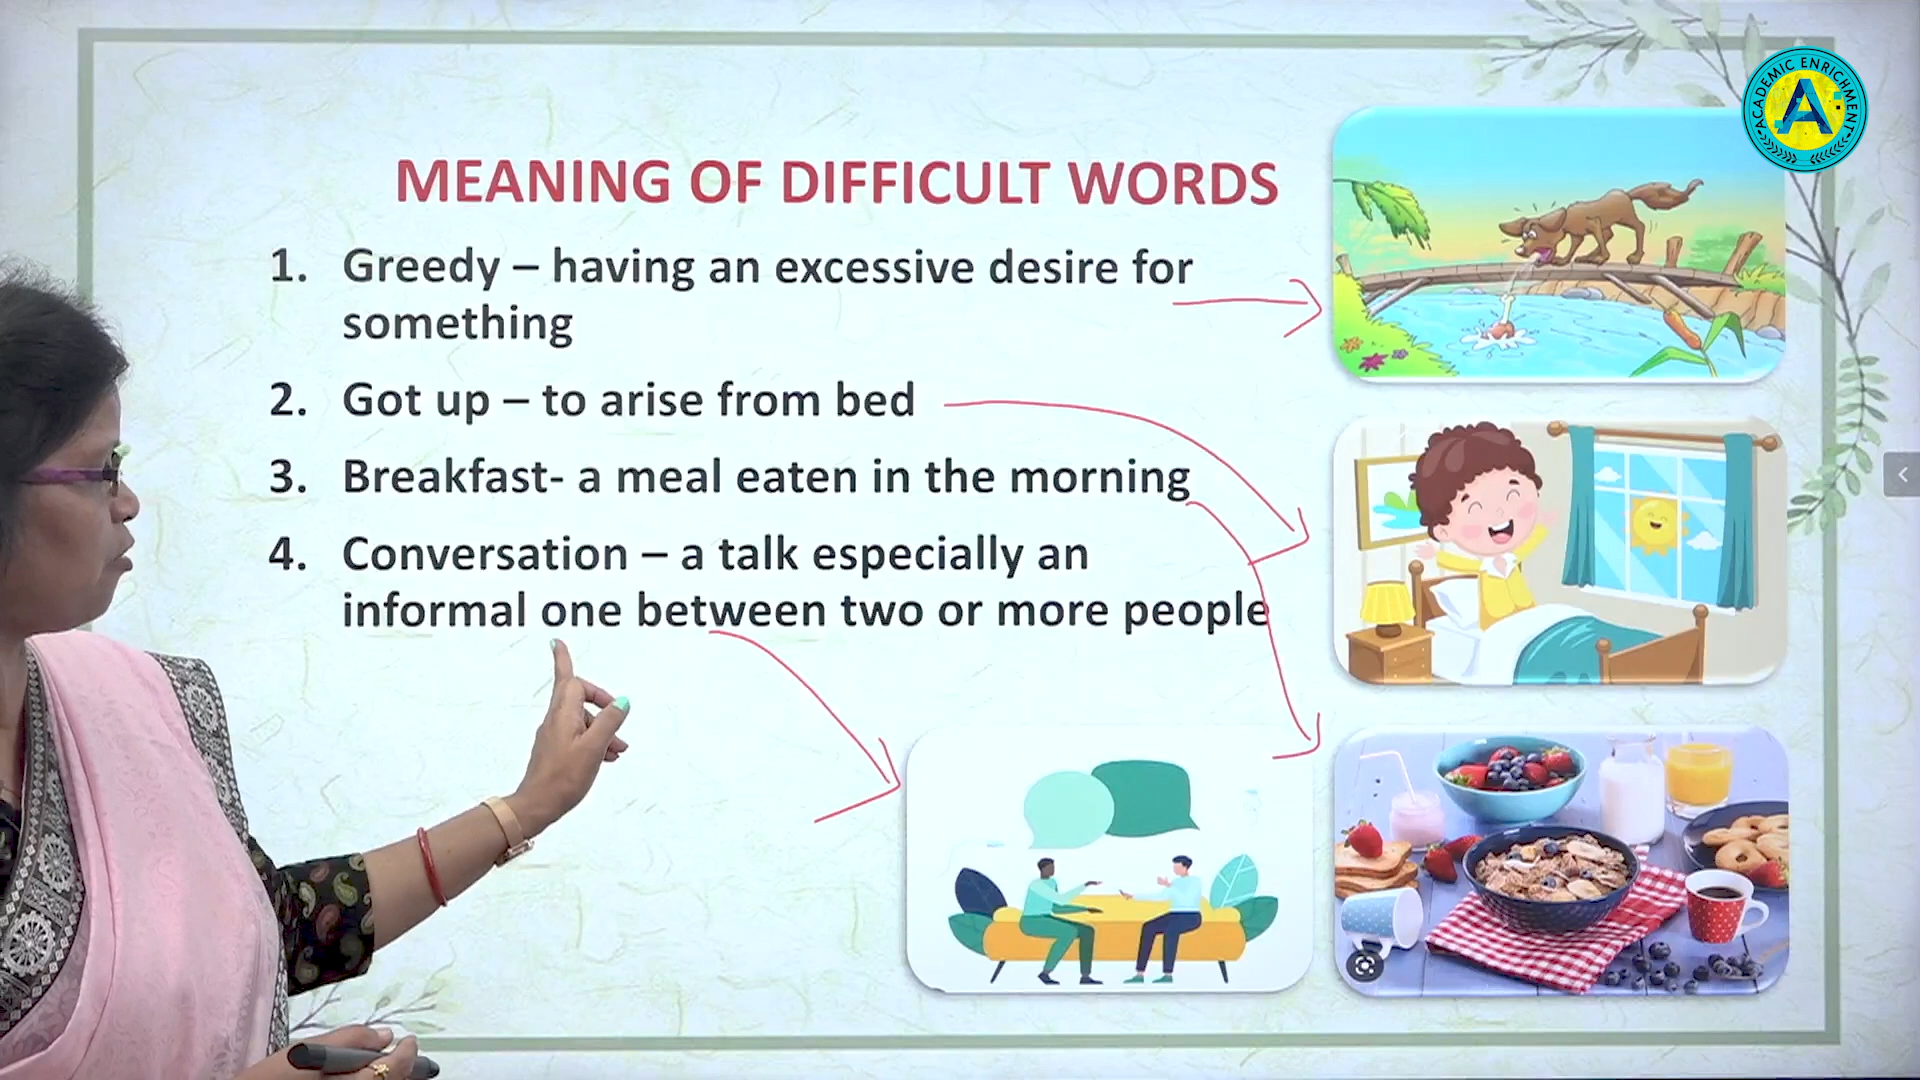 ACADEMIC ENRICHMENT
A
MEANING OF DIFFICULT WORDS
1. Greedy – having an excessive desire for
something
2. Got up – to arise from bed
3. Breakfast- a meal eaten in the morning
4. Conversation – a talk especially an
informal one between two or more people